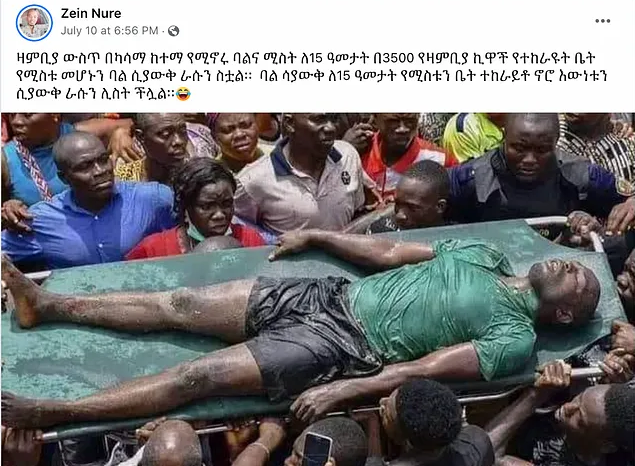 Zein Nure
July 10 at 6:56 PM ·
ዛምቢያ ውስጥ በካሳማ ከተማ የሚኖሩ ባልና ሚስት ለ15 ዓመታት በ3500 የዛምቢያ ኪዋች የተከራዩት ቤት
የሚስቱ መሆኑን ባል ሲያውቅ ራሱን ስቷል። ባል ሳያውቅ ለ15 ዓመታት የሚስቱን ቤት ተከራይቶ ኖሮ እውነቱን
ሲያውቅ ራሱን ሊስት ችሏል።😂